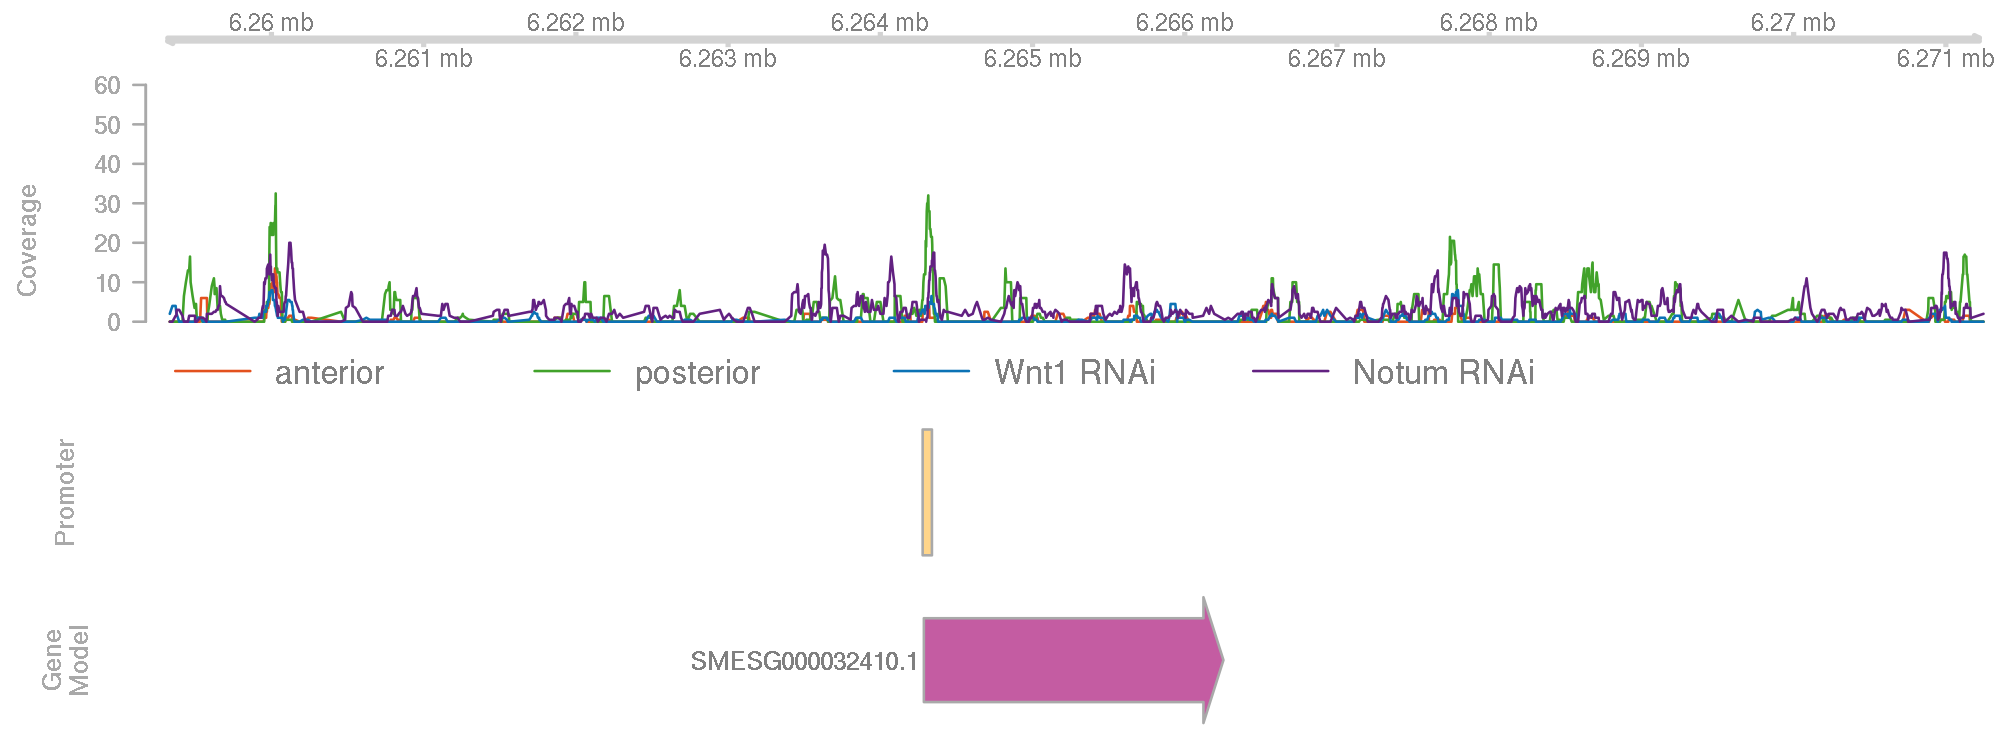 6.26 mb 6.262 mb 6.264 mb 6.266 mb 6.268 mb 6.27 mb
6.261 mb 6.263 mb 6.265 mb 6.267 mb 6.269 mb 6.271 mb
60
50
40
30
20
10
0
Coverage
anterior posterior Wnt1 RNAi Notum RNAi
Promoter
SMESG000032410.1
Gene
Model